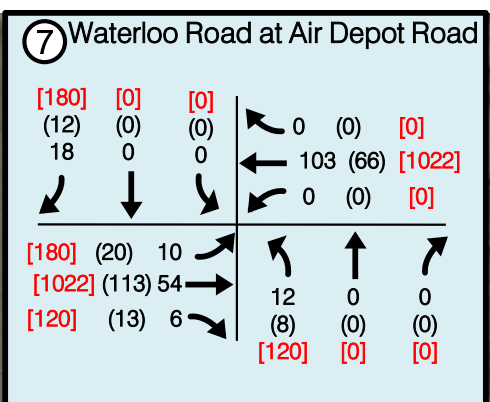 7 Waterloo Road at Air Depot Road
[180] [0] [0]
(12) (0) (0)
18 0 0
0 (0) [0]
103 (66) [1022]
0 (0) [0]
[180] (20) 10
[1022] (113) 54
[120] (13) 6
12 0 0
(8) (0) (0)
[120] [0] [0]